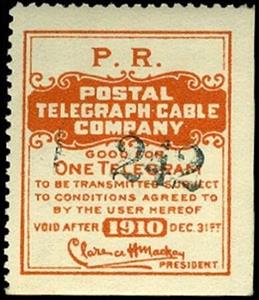 P. R.
POSTAL
TELEGRAPH-CABLE
COMPANY
GOOD FOR
242
ONE TELEGRAM
TO BE TRANSMITTED SUBJECT
TO CONDITIONS AGREED TO
BY THE USER HEREOF
VOID AFTER 1910 DEC. 31ST
Clarence H Mackay
PRESIDENT.